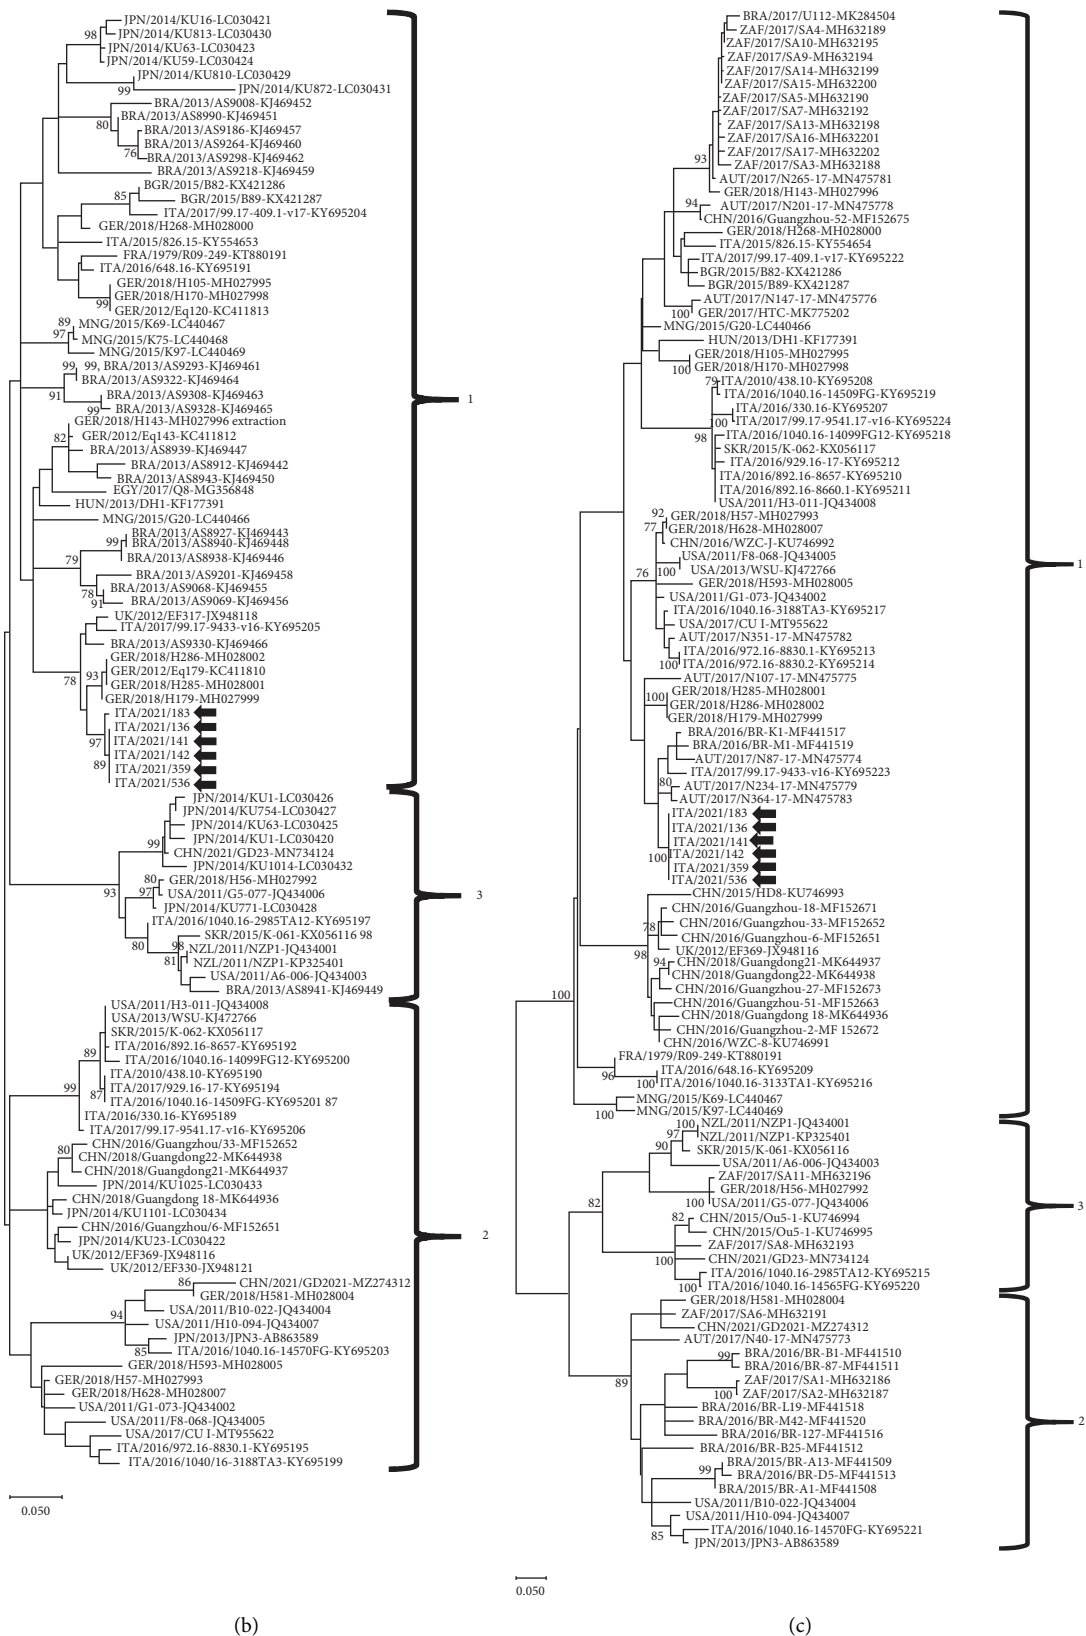 JPN/2014/KU16-LC030421
98
JPN/2014/KU813-LC030430
JPN/2014/KU63-LC030423
JPN/2014/KU59-LC030424
JPN/2014/KU810-LC030429
99
JPN/2014/KU872-LC030431
BRA/2013/AS9008-KJ469452
BRA/2013/AS8990-KJ469451
80
BRA/2013/AS9186-KJ469457
BRA/2013/AS9264-KJ469460
76
BRA/2013/AS9298-KJ469462
BRA/2013/AS9218-KJ469459
BGR/2015/B82-KX421286
85
BGR/2015/B89-KX421287
ITA/2017/99.17-409.1-v17-KY695204
GER/2018/H268-MH028000
ITA/2015/826.15-KY554653
FRA/1979/R09-249-KT880191
ITA/2016/648.16-KY695191
GER/2018/H105-MH027995
GER/2018/H170-MH027998
99
GER/2012/Eq120-KC411813
89
MNG/2015/K69-LC440467
97
MNG/2015/K75-LC440468
MNG/2015/K97-LC440469
99
99, BRA/2013/AS9293-KJ469461
BRA/2013/AS9322-KJ469464
91
BRA/2013/AS9308-KJ469463
99
BRA/2013/AS9328-KJ469465
1
GER/2018/H143-MH027996 extraction
82
GER/2012/Eq143-KC411812
BRA/2013/AS8939-KJ469447
BRA/2013/AS8912-KJ469442
BRA/2013/AS8943-KJ469450
EGY/2017/Q8-MG356848
HUN/2013/DH1-KF177391
MNG/2015/G20-LC440466
BRA/2013/AS8927-KJ469443
99
BRA/2013/AS8940-KJ469448
BRA/2013/AS8938-KJ469446
79
BRA/2013/AS9201-KJ469458
BRA/2013/AS9068-KJ469455
78
91
BRA/2013/AS9069-KJ469456
UK/2012/EF317-JX948118
ITA/2017/99.17-9433-v16-KY695205
BRA/2013/AS9330-KJ469466
GER/2018/H286-MH028002
78
93
GER/2012/Eq179-KC411810
GER/2018/H285-MH028001
GER/2018/H179-MH027999
ITA/2021/183
ITA/2021/136
97
ITA/2021/141
ITA/2021/142
89
ITA/2021/359
ITA/2021/536
JPN/2014/KU1-LC030426
JPN/2014/KU754-LC030427
JPN/2014/KU63-LC030425
99
JPN/2014/KU1-LC030420
CHN/2021/GD23-MN734124
JPN/2014/KU1014-LC030432
93
80
GER/2018/H56-MH027992
97
USA/2011/G5-077-JQ434006
3
JPN/2014/KU771-LC030428
ITA/2016/1040.16-2985TA12-KY695197
80
SKR/2015/K-061-KX056116 98
98
NZL/2011/NZP1-JQ434001
81
NZL/2011/NZP1-KP325401
USA/2011/A6-006-JQ434003
BRA/2013/AS8941-KJ469449
USA/2011/H3-011-JQ434008
USA/2013/WSU-KJ472766
SKR/2015/K-062-KX056117
89
ITA/2016/892.16-8657-KY695192
ITA/2016/1040.16-14099FG12-KY695200
ITA/2010/438.10-KY695190
99
ITA/2017/929.16-17-KY695194
87
ITA/2016/1040.16-14509FG-KY695201 87
ITA/2016/330.16-KY695189
ITA/2017/99.17-9541.17-v16-KY695206
CHN/2016/Guangzhou/33-MF152652
80
CHN/2018/Guangdong22-MK644938
CHN/2018/Guangdong21-MK644937
JPN/2014/KU1025-LC030433
CHN/2018/Guangdong 18-MK644936
JPN/2014/KU1101-LC030434
CHN/2016/Guangzhou/6-MF152651
2
JPN/2014/KU23-LC030422
UK/2012/EF369-JX948116
UK/2012/EF330-JX948121
86
CHN/2021/GD2021-MZ274312
GER/2018/H581-MH028004
94
USA/2011/B10-022-JQ434004
USA/2011/H10-094-JQ434007
JPN/2013/JPN3-AB863589
85
ITA/2016/1040.16-14570FG-KY695203
GER/2018/H593-MH028005
GER/2018/H57-MH027993
GER/2018/H628-MH028007
USA/2011/G1-073-JQ434002
USA/2011/F8-068-JQ434005
USA/2017/CU I-MT955622
ITA/2016/972.16-8830.1-KY695195
ITA/2016/1040/16-3188TA3-KY695199
0.050
(b)
BRA/2017/U112-MK284504
ZAF/2017/SA4-MH632189
ZAF/2017/SA10-MH632195
ZAF/2017/SA9-MH632194
ZAF/2017/SA14-MH632199
ZAF/2017/SA15-MH632200
ZAF/2017/SA5-MH632190
ZAF/2017/SA7-MH632192
ZAF/2017/SA13-MH632198
ZAF/2017/SA16-MH632201
ZAF/2017/SA17-MH632202
93
ZAF/2017/SA3-MH632188
AUT/2017/N265-17-MN475781
GER/2018/H143-MH027996
94
AUT/2017/N201-17-MN475778
CHN/2016/Guangzhou-52-MF152675
GER/2018/H268-MH028000
ITA/2015/826.15-KY554654
ITA/2017/99.17-409.1-v17-KY695222
BGR/2015/B82-KX421286
BGR/2015/B89-KX421287
AUT/2017/N147-17-MN475776
100
GER/2017/HTC-MK775202
MNG/2015/G20-LC440466
HUN/2013/DH1-KF177391
GER/2018/H105-MH027995
100
GER/2018/H170-MH027998
79
ITA/2010/438.10-KY695208
ITA/2016/1040.16-14509FG-KY695219
ITA/2016/330.16-KY695207
100
ITA/2017/99.17-9541.17-v16-KY695224
98
ITA/2016/1040.16-14099FG12-KY695218
SKR/2015/K-062-KX056117
ITA/2016/929.16-17-KY695212
ITA/2016/892.16-8657-KY695210
ITA/2016/892.16-8660.1-KY695211
USA/2011/H3-011-JQ434008
92
GER/2018/H57-MH027993
77
GER/2018/H628-MH028007
CHN/2016/WZC-J-KU746992
USA/2011/F8-068-JQ434005
1
76
100
USA/2013/WSU-KJ472766
GER/2018/H593-MH028005
USA/2011/G1-073-JQ434002
ITA/2016/1040.16-3188TA3-KY695217
USA/2017/CU I-MT955622
AUT/2017/N351-17-MN475782
ITA/2016/972.16-8830.1-KY695213
100
ITA/2016/972.16-8830.2-KY695214
AUT/2017/N107-17-MN475775
100
GER/2018/H285-MH028001
GER/2018/H286-MH028002
GER/2018/H179-MH027999
BRA/2016/BR-K1-MF441517
BRA/2016/BR-M1-MF441519
AUT/2017/N87-17-MN475774
ITA/2017/99.17-9433-v16-KY695223
80
AUT/2017/N234-17-MN475779
AUT/2017/N364-17-MN475783
ITA/2021/183
ITA/2021/136
ITA/2021/141
100
ITA/2021/142
ITA/2021/359
ITA/2021/536
CHN/2015/HD8-KU746993
CHN/2016/Guangzhou-18-MF152671
78
CHN/2016/Guangzhou-33-MF152652
CHN/2016/Guangzhou-6-MF152651
98
UK/2012/EF369-JX948116
94
CHN/2018/Guangdong21-MK644937
CHN/2018/Guangdong22-MK644938
CHN/2016/Guangzhou-27-MF152673
100
CHN/2016/Guangzhou-51-MF152663
CHN/2018/Guangdong 18-MK644936
CHN/2016/Guangzhou-2-MF 152672
CHN/2016/WZC-8-KU746991
FRA/1979/R09-249-KT880191
96
ITA/2016/648.16-KY695209
100
ITA/2016/1040.16-3133TA1-KY695216
MNG/2015/K69-LC440467
100
MNG/2015/K97-LC440469
100
NZL/2011/NZP1-JQ434001
97
NZL/2011/NZP1-KP325401
90
SKR/2015/K-061-KX056116
USA/2011/A6-006-JQ434003
ZAF/2017/SA11-MH632196
GER/2018/H56-MH027992
82
100
USA/2011/G5-077-JQ434006
3
82
CHN/2015/Ou5-1-KU746994
CHN/2015/Ou5-1-KU746995
ZAF/2017/SA8-MH632193
100
CHN/2021/GD23-MN734124
ITA/2016/1040.16-2985TA12-KY695215
100
ITA/2016/1040.16-14565FG-KY695220
GER/2018/H581-MH028004
ZAF/2017/SA6-MH632191
CHN/2021/GD2021-MZ274312
AUT/2017/N40-17-MN475773
99
BRA/2016/BR-B1-MF441510
BRA/2016/BR-87-MF441511
89
ZAF/2017/SA1-MH632186
100
ZAF/2017/SA2-MH632187
BRA/2016/BR-L19-MF441518
BRA/2016/BR-M42-MF441520
2
BRA/2016/BR-127-MF441516
BRA/2016/BR-B25-MF441512
BRA/2015/BR-A13-MF441509
99
BRA/2016/BR-D5-MF441513
BRA/2015/BR-A1-MF441508
USA/2011/B10-022-JQ434004
USA/2011/H10-094-JQ434007
85
ITA/2016/1040.16-14570FG-KY695221
JPN/2013/JPN3-AB863589
0.050
(c)